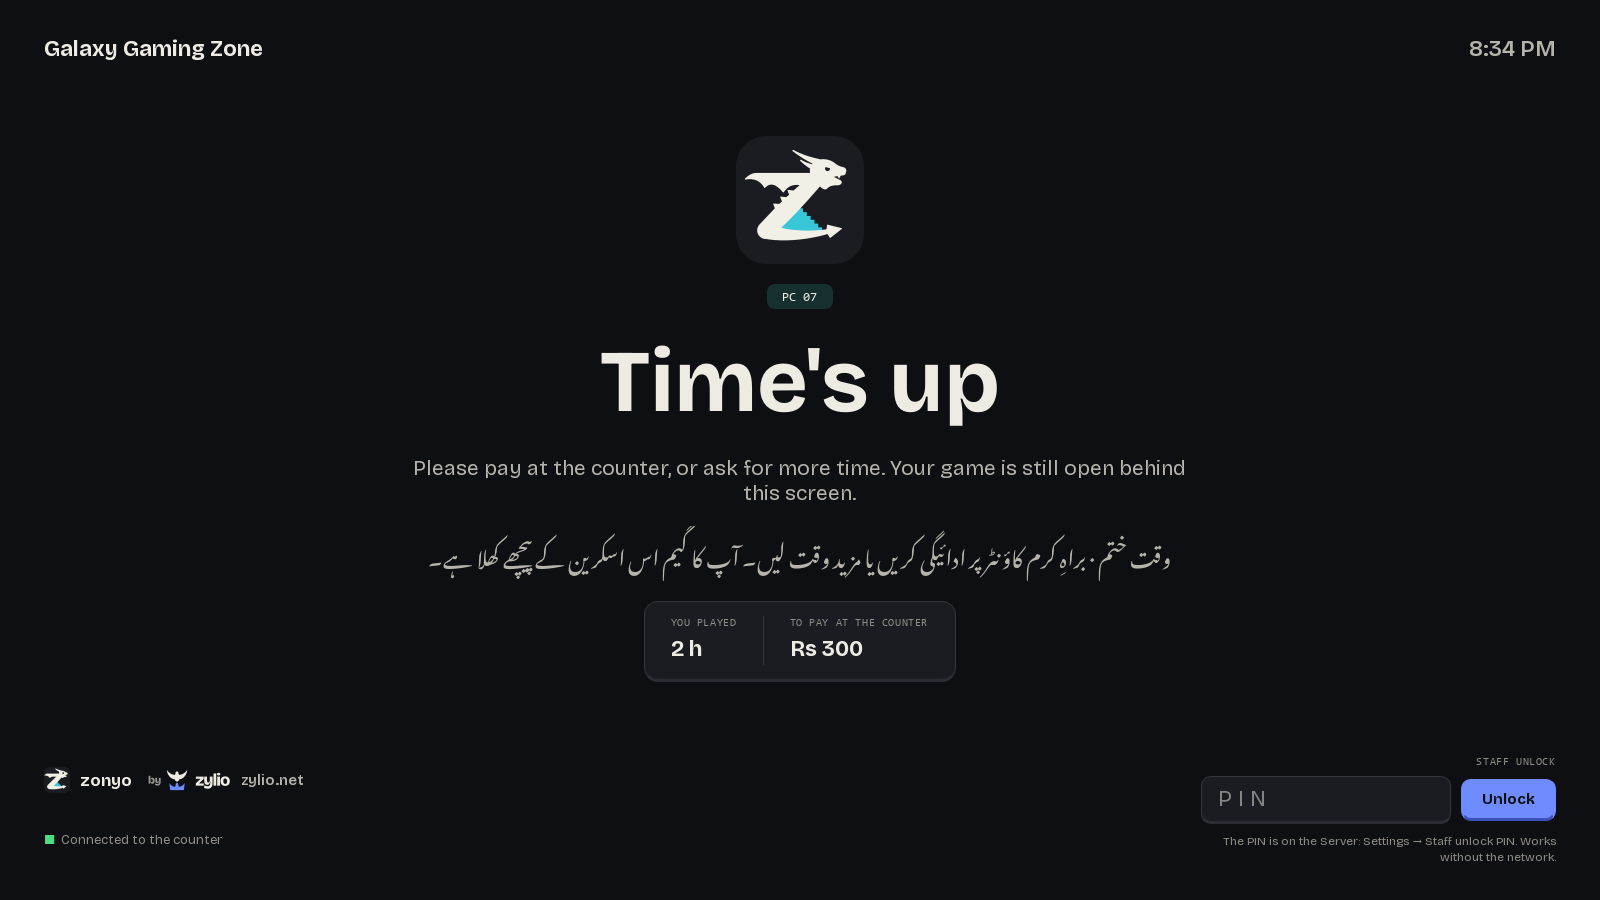 Galaxy Gaming Zone
8:34 PM
PC 07
Time's up
Please pay at the counter, or ask for more time. Your game is still open behind
this screen.
وقت ختم · براہِ کرم کاؤنٹر پر ادائیگی کریں یا مزید وقت لیں۔ آپ کا گیم اس اسکرین کے پیچھے کھلا ہے۔
YOU PLAYED
2 h
TO PAY AT THE COUNTER
Rs 300
zonyo by zylio zylio.net
Connected to the counter
STAFF UNLOCK
PIN
Unlock
The PIN is on the Server: Settings → Staff unlock PIN. Works
without the network.